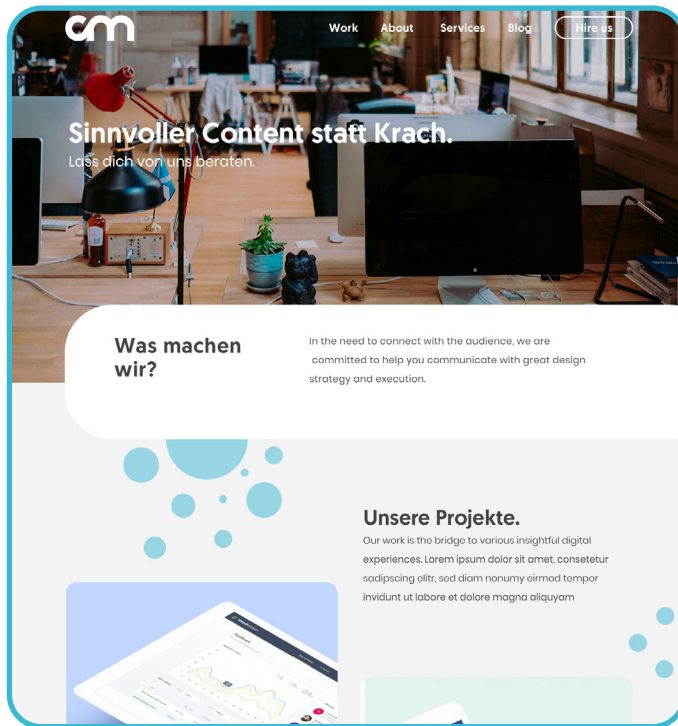 cm
Work About Services Blog Hire us
Sinnvoller Content statt Krach.
Lass dich von uns beraten.
Was machen
wir?
In the need to connect with the audience, we are
committed to help you communicate with great design
strategy and execution.
Unsere Projekte.
Our work is the bridge to various insightful digital
experiences. Lorem ipsum dolor sit amet, consetetur
sadipscing elitr, sed diam nonumy eirmod tempor
invidunt ut labore et dolore magna aliquyam
Dashboard